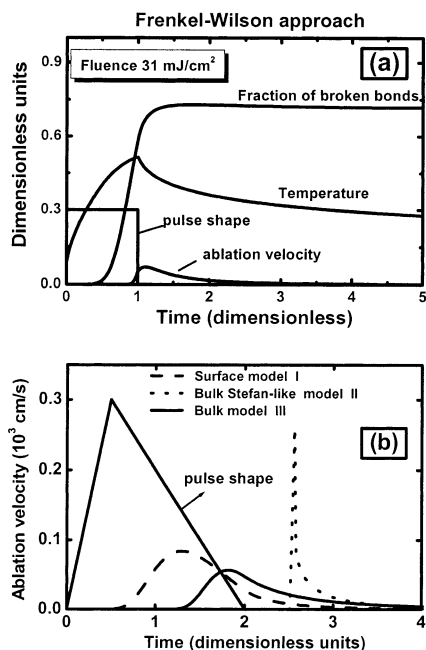 Frenkel-Wilson approach
Fluence 31 mJ/cm²
(a)
Fraction of broken bonds
Temperature
pulse shape
ablation velocity
Dimensionless units
0.9
0.6
0.3
0.0
0 1 2 3 4 5
Time (dimensionless)
Surface model I
Bulk Stefan-like model II
Bulk model III
(b)
pulse shape
Ablation velocity (10³ cm/s)
0.3
0.2
0.1
0.0
0 1 2 3 4
Time (dimensionless units)